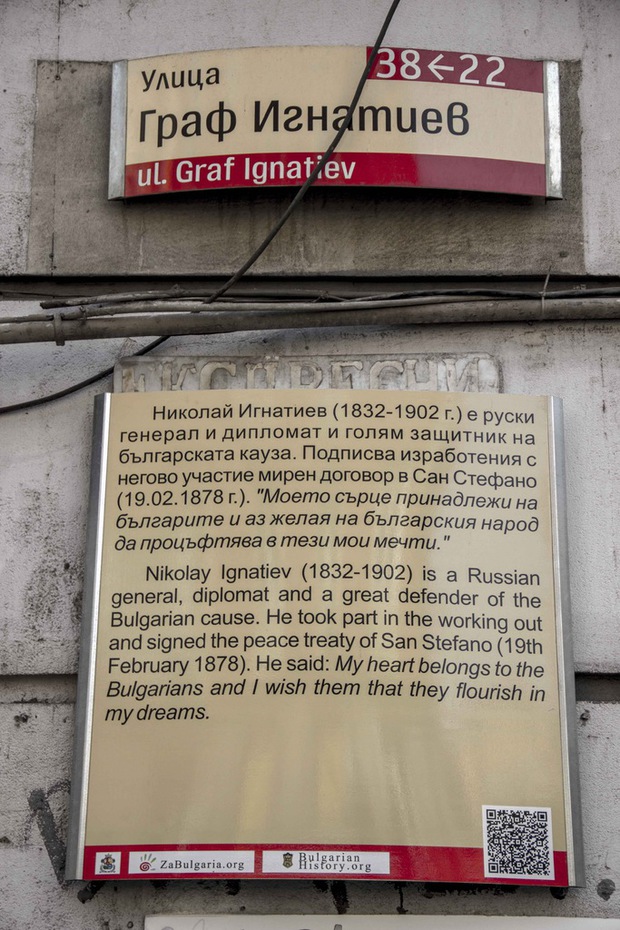 Улица
38←22
Граф Игнатиев
ul. Graf Ignatiev
ЕКСПРЕСНИ
Николай Игнатиев (1832-1902 г.) е руски
генерал и дипломат и голям защитник на
българската кауза. Подписва изработения с
негово участие мирен договор в Сан Стефано
(19.02.1878 г.). "Моето сърце принадлежи на
българите и аз желая на българския народ
да процъфтява в тези мои мечти."
Nikolay Ignatiev (1832-1902) is a Russian
general, diplomat and a great defender of the
Bulgarian cause. He took part in the working out
and signed the peace treaty of San Stefano (19th
February 1878). He said: My heart belongs to the
Bulgarians and I wish them that they flourish in
my dreams.
ZaBulgaria.org
Bulgarian
History.org